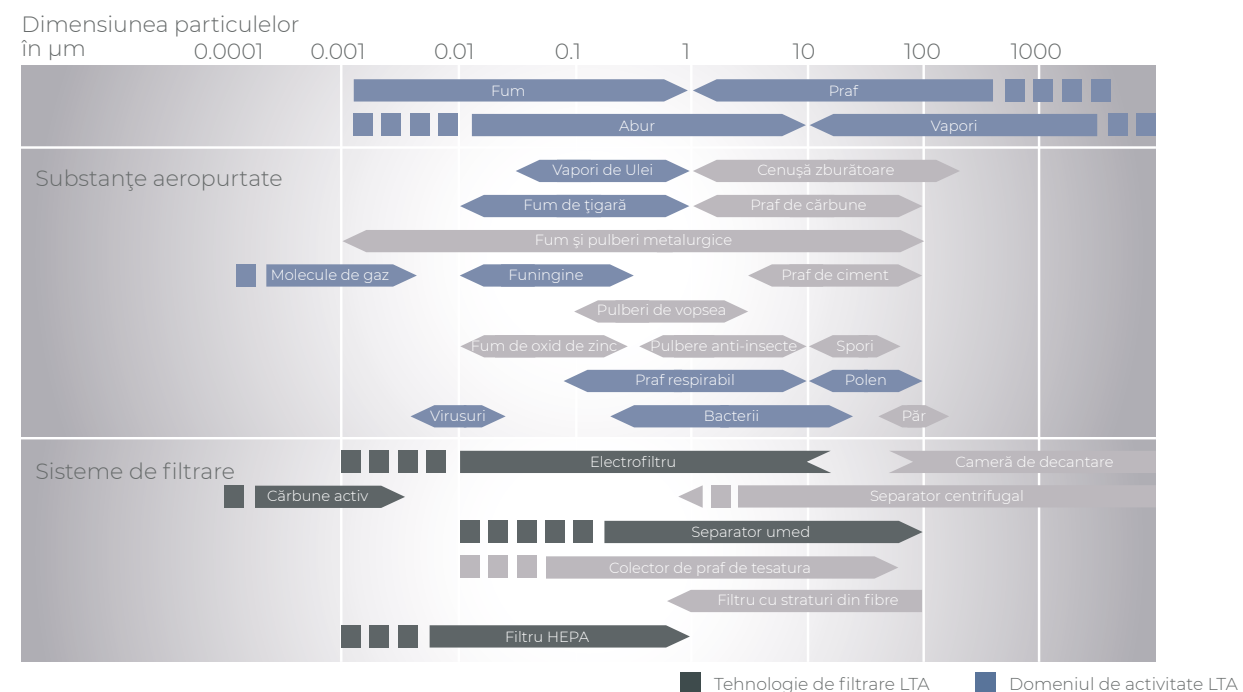 Dimensiunea particulelor
în µm 0.0001 0.001 0.01 0.1 1 10 100 1000
Fum Praf
Abur Vapori
Substanţe aeropurtate
Vapori de Ulei Cenuşă zburătoare
Fum de ţigară Praf de cărbune
Fum şi pulberi metalurgice
Molecule de gaz Funingine Praf de ciment
Pulberi de vopsea
Fum de oxid de zinc Pulbere anti-insecte Spori
Praf respirabil Polen
Virusuri Bacterii Păr
Sisteme de filtrare
Electrofiltru Cameră de decantare
Cărbune activ Separator centrifugal
Separator umed
Colector de praf de tesatura
Filtru cu straturi din fibre
Filtru HEPA
Tehnologie de filtrare LTA Domeniul de activitate LTA